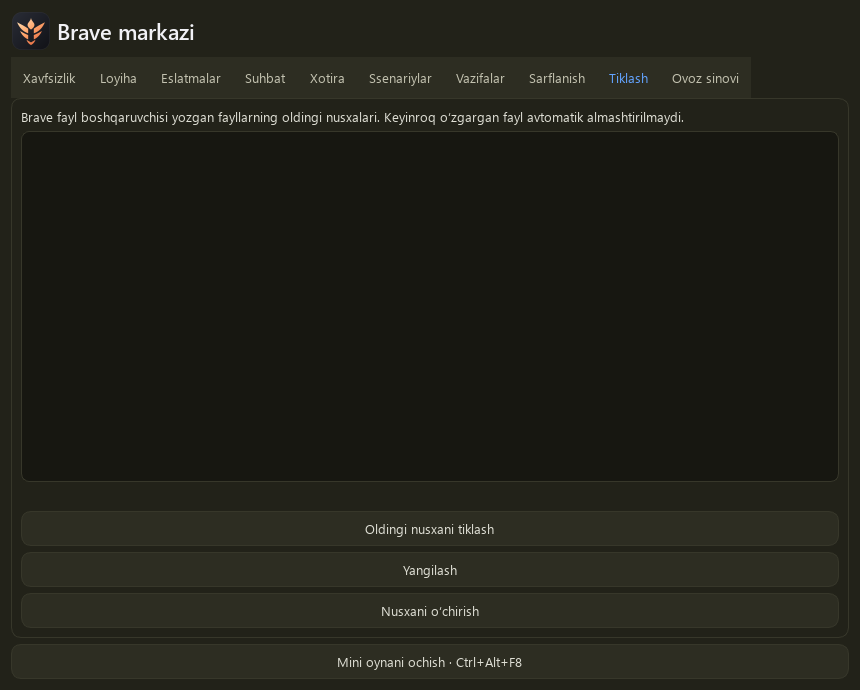 Brave markazi
Xavfsizlik Loyiha Eslatmalar Suhbat Xotira Ssenariylar Vazifalar Sarflanish Tiklash Ovoz sinovi
Brave fayl boshqaruvchisi yozgan fayllarning oldingi nusxalari. Keyinroq o‘zgargan fayl avtomatik almashtirilmaydi.
Oldingi nusxani tiklash
Yangilash
Nusxani o‘chirish
Mini oynani ochish · Ctrl+Alt+F8